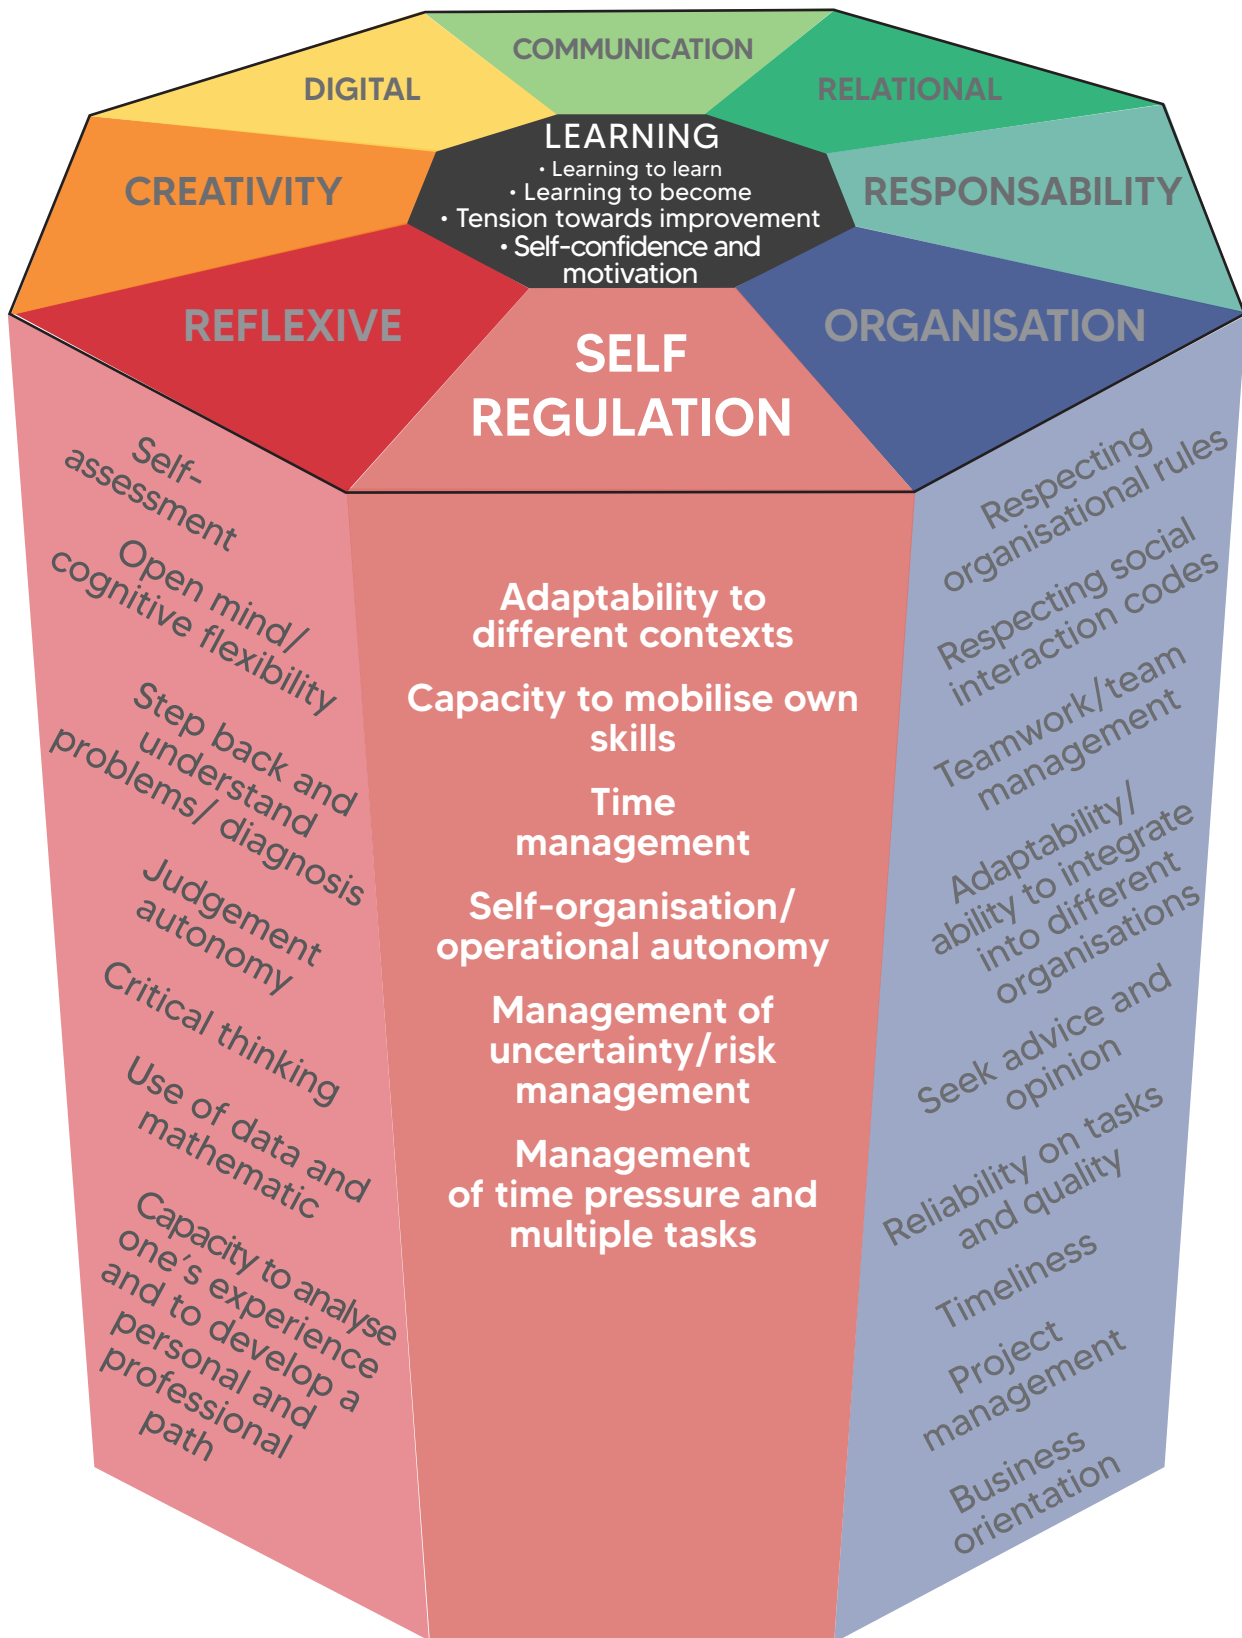 COMMUNICATION
DIGITAL
RELATIONAL
LEARNING
• Learning to learn
• Learning to become
• Tension towards improvement
• Self-confidence and
motivation
CREATIVITY
RESPONSABILITY
REFLEXIVE
ORGANISATION
SELF
REGULATION
Self-
assessment
Open mind/
cognitive flexibility
Step back and
understand
problems/ diagnosis
Judgement
autonomy
Critical thinking
Use of data and
mathematic
Capacity to analyse
one's experience
and to develop a
personal and
professional
path
Adaptability to
different contexts
Capacity to mobilise own
skills
Time
management
Self-organisation/
operational autonomy
Management of
uncertainty/risk
management
Management
of time pressure and
multiple tasks
Respecting
organisational rules
Respecting social
interaction codes
Teamwork/team
management
Adaptability/
ability to integrate
into different
organisations
Seek advice and
opinion
Reliability on tasks
and quality
Timeliness
Project
management
Business
orientation